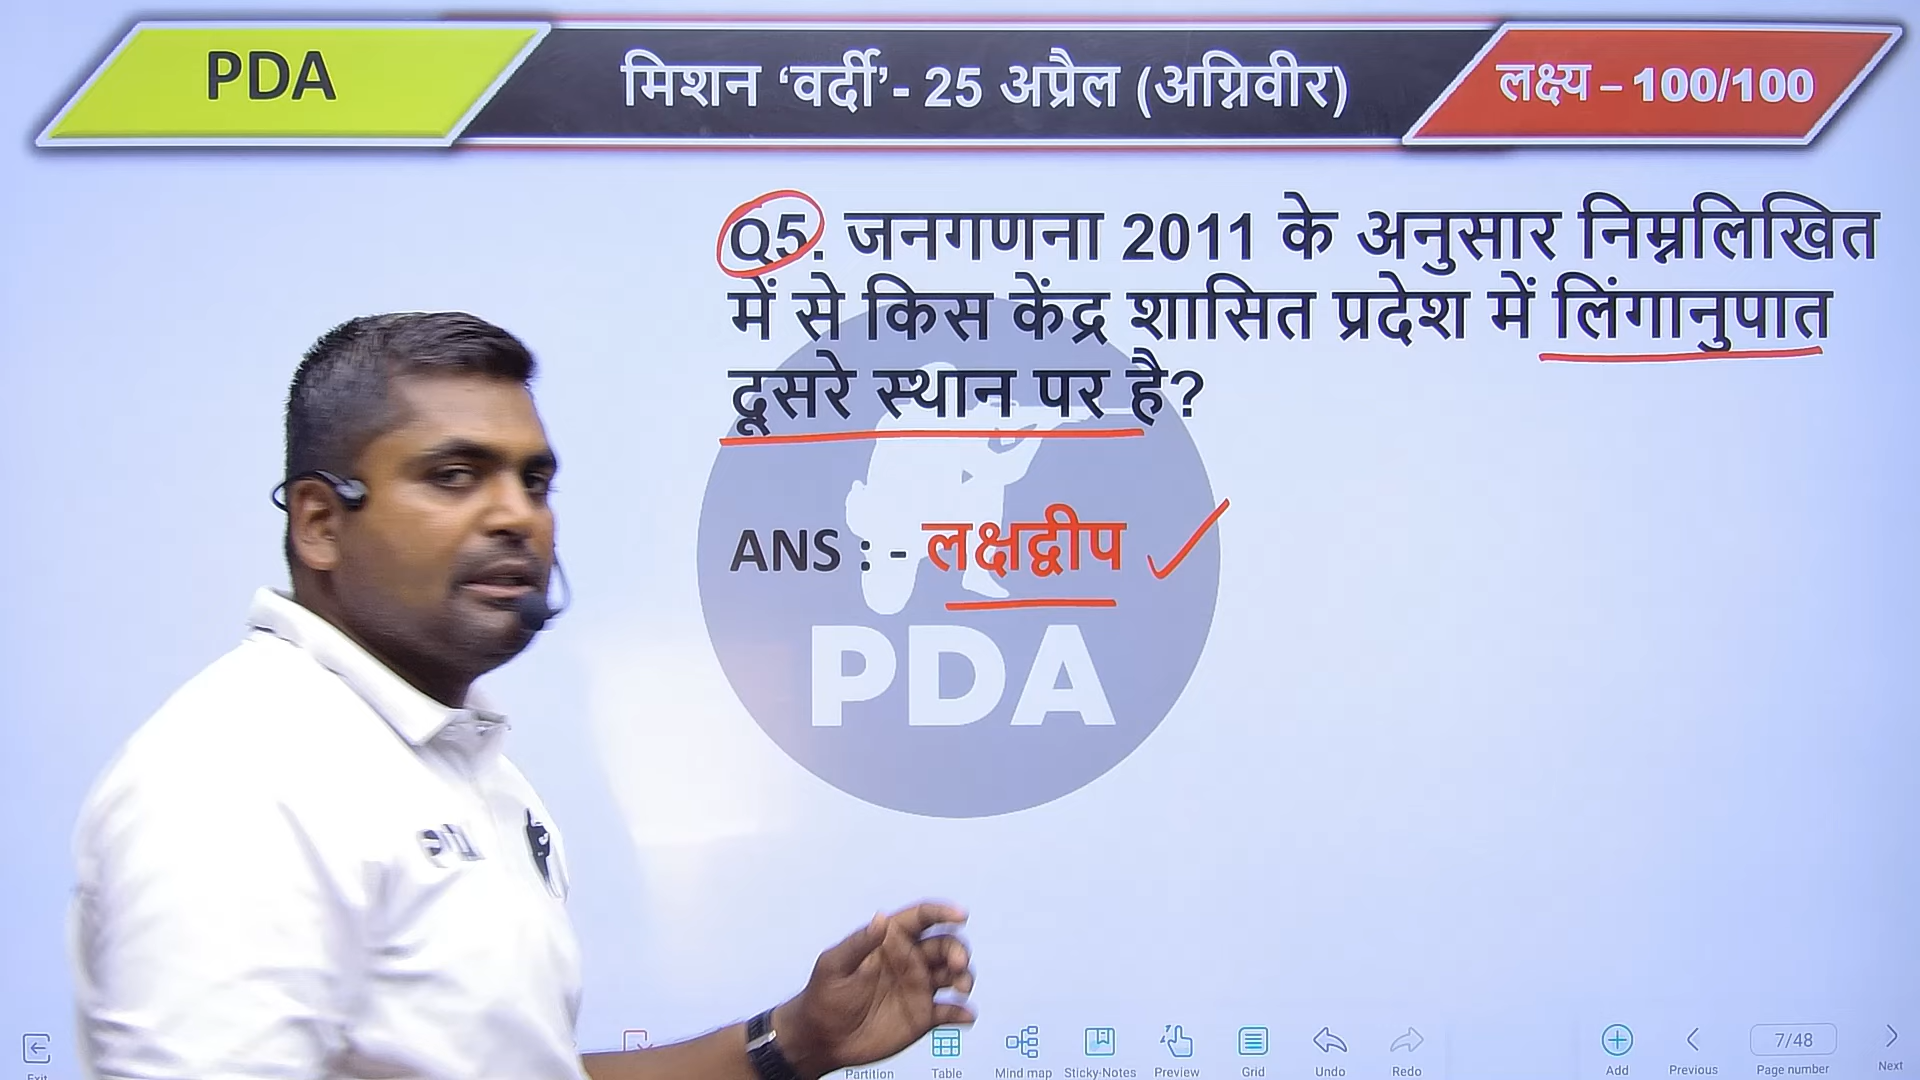 PDA
मिशन ‘वर्दी’- 25 अप्रैल (अग्निवीर)
लक्ष्य – 100/100
Q5. जनगणना 2011 के अनुसार निम्नलिखित
में से किस केंद्र शासित प्रदेश में लिंगानुपात
दूसरे स्थान पर है?
ANS : - लक्षद्वीप
PDA
Exit
Partition
Table
Mind map
Sticky-Notes
Preview
Grid
Undo
Redo
Add
Previous
7/48
Page number
Next